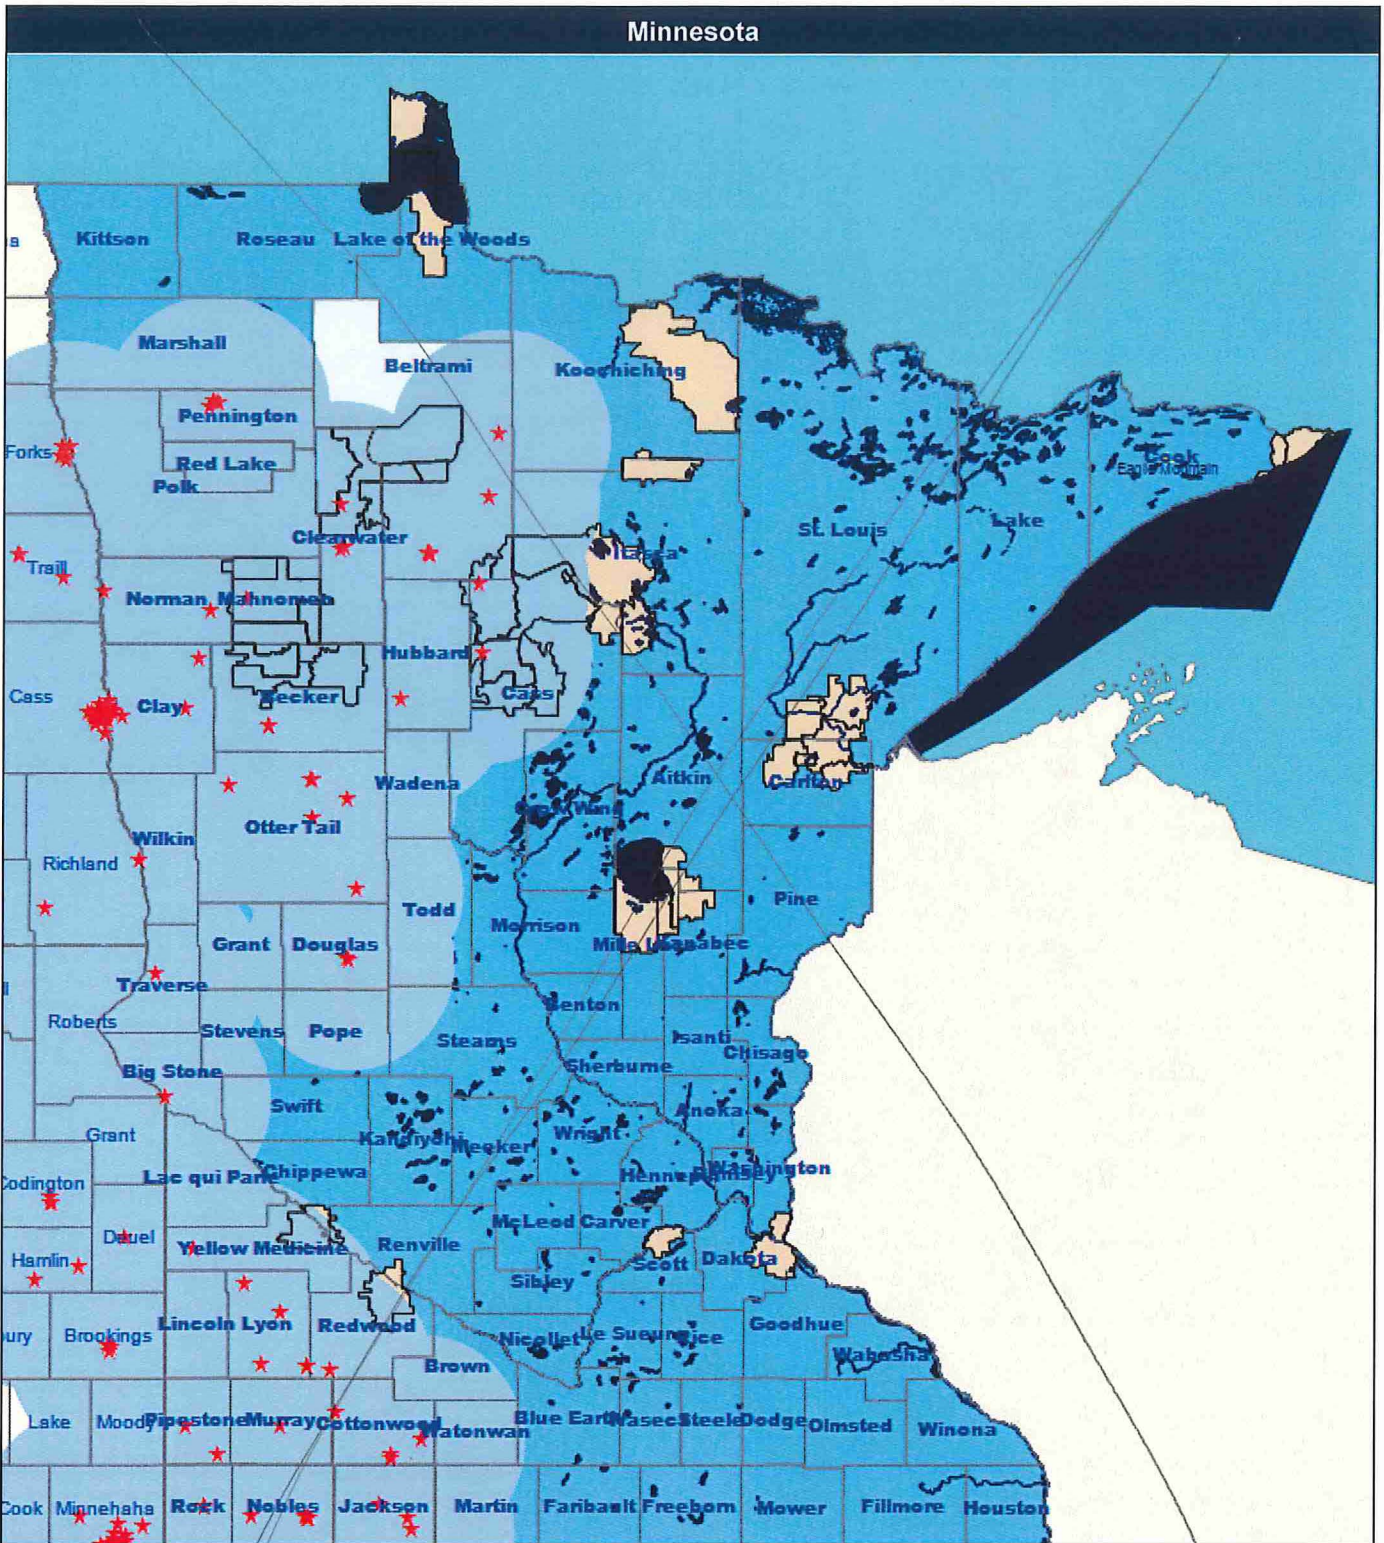 Minnesota
a
Kittson
Roseau
Lake of the Woods
Marshall
Beltrami
Koochiching
Pennington
Forks
Red Lake
Polk
Cook
Eagle Mountain
Clearwater
St. Louis
Lake
Itasca
Traill
Norman
Mahnomen
Hubbard
Cass
Clay
Becker
Cass
Wadena
Aitkin
Carlton
Crow Wing
Otter Tail
Wilkin
Richland
Todd
Pine
Morrison
Grant
Douglas
Mille Lacs
Kanabec
Traverse
Benton
Roberts
Stevens
Pope
Stearns
Isanti
Chisago
Sherburne
Big Stone
Swift
Anoka
Grant
Kandiyohi
Meeker
Wright
Lac qui Parle
Chippewa
Hennepin
Ramsey
Washington
Codington
McLeod
Carver
Deuel
Yellow Medicine
Renville
Hamlin
Scott
Dakota
Sibley
Lincoln
Lyon
Redwood
Goodhue
ury
Brookings
Nicollet
Le Sueur
Rice
Brown
Wabasha
Lake
Moody
Pipestone
Murray
Cottonwood
Watonwan
Blue Earth
Waseca
Steele
Dodge
Olmsted
Winona
Cook
Minnehaha
Rock
Nobles
Jackson
Martin
Faribault
Freeborn
Mower
Fillmore
Houston